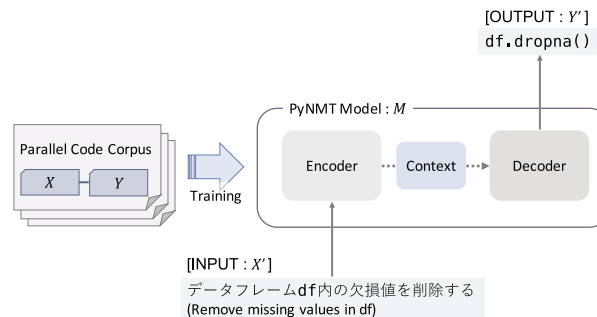 [OUTPUT : Y′]
df.dropna()
PyNMT Model : M
Parallel Code Corpus
X
Y
Training
Encoder
Context
Decoder
[INPUT : X′]
データフレームdf内の欠損値を削除する
(Remove missing values in df)